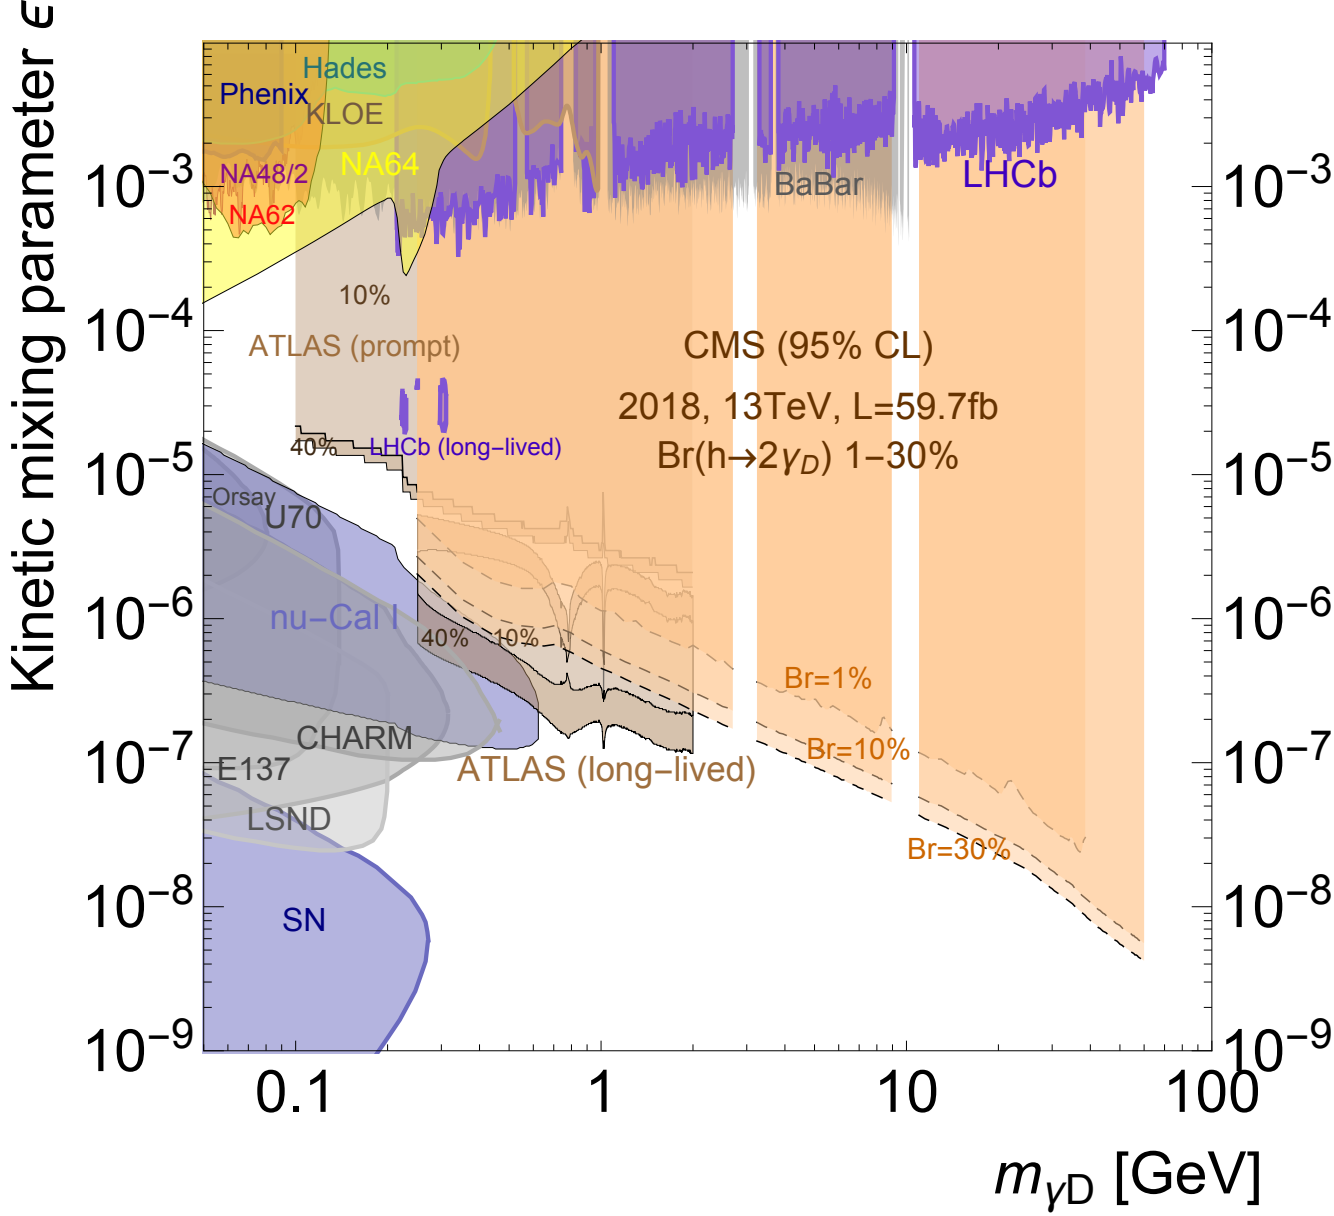 Kinetic mixing parameter ϵ
Hades
Phenix
KLOE
NA64
NA48/2
NA62
BaBar
LHCb
10⁻³
10⁻³
10%
10⁻⁴
10⁻⁴
ATLAS (prompt)
CMS (95% CL)
2018, 13TeV, L=59.7fb
Br(h→2γD) 1−30%
40%
LHCb (long−lived)
10⁻⁵
10⁻⁵
Orsay
U70
10⁻⁶
10⁻⁶
nu−Cal I
40%
10%
Br=1%
CHARM
Br=10%
10⁻⁷
10⁻⁷
E137
ATLAS (long−lived)
LSND
Br=30%
10⁻⁸
10⁻⁸
SN
10⁻⁹
10⁻⁹
0.1
1
10
100
mγD [GeV]